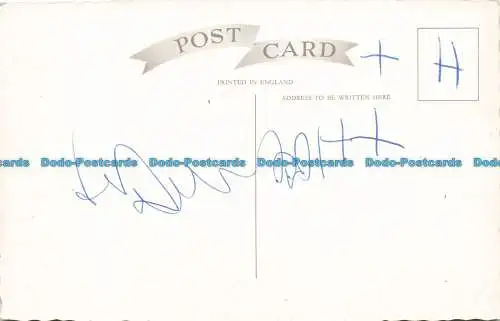 POST CARD
+ H
PRINTED IN ENGLAND
ADDRESS TO BE WRITTEN HERE
Dodo-Postcards Dodo-Postcards Dodo-Postcards Dodo-Postcards Dodo-Postcards